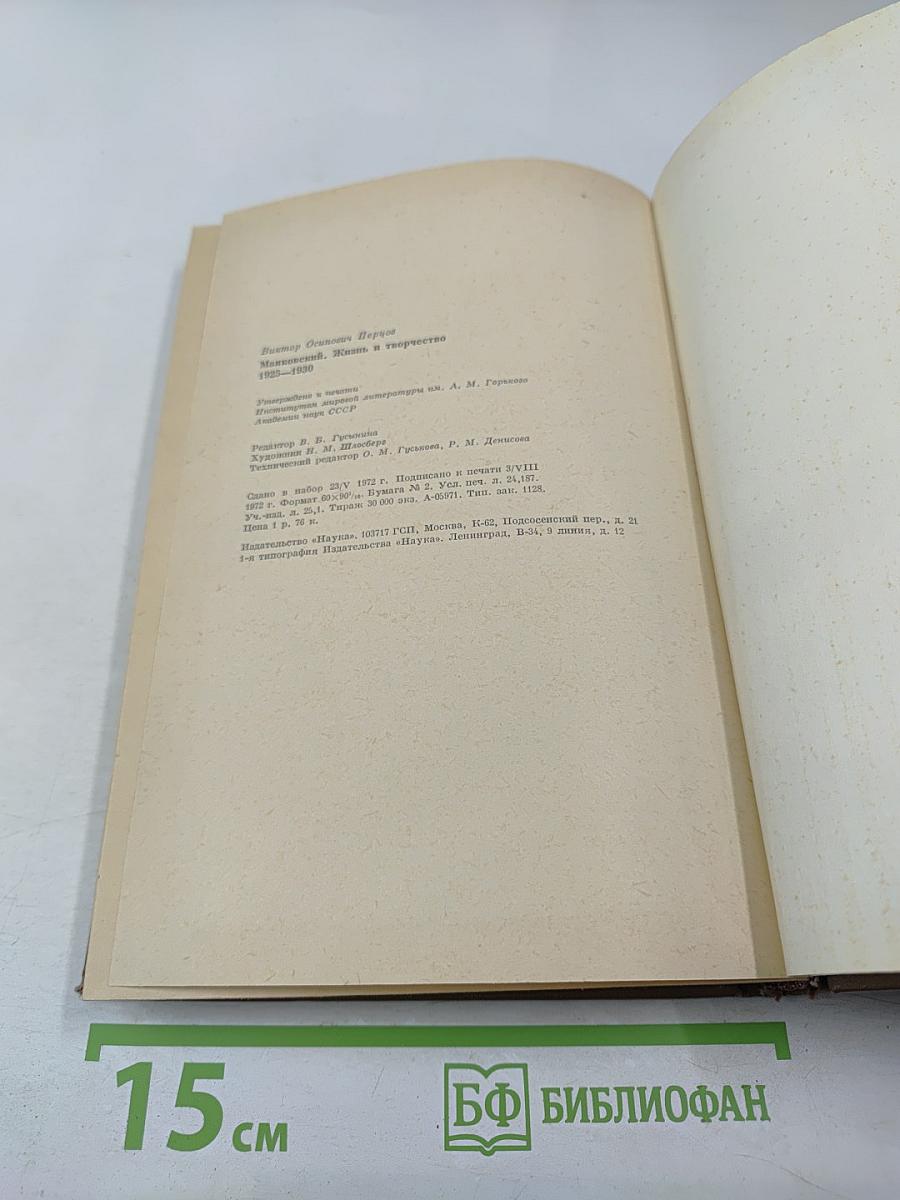 Виктор Осипович Перцов
Маяковский. Жизнь и творчество
1925—1930
Утверждено к печати
Институтом мировой литературы им. А. М. Горького
Академии наук СССР
Редактор В. Б. Гусынина
Художник Н. М. Шлосберг
Технический редактор О. М. Гуськова, Р. М. Денисова
Сдано в набор 23/V 1972 г. Подписано к печати 3/VIII
1972 г. Формат 60×90¹/₁₆. Бумага № 2. Усл. печ. л. 24,187.
Уч.-изд. л. 25,1. Тираж 30 000 экз. А-05971. Тип. зак. 1128.
Цена 1 р. 76 к.
Издательство «Наука». 103717 ГСП, Москва, К-62, Подсосенский пер., д. 21
1-я типография Издательства «Наука». Ленинград, В-34, 9 линия, д. 12
15 см
БФ БИБЛИОФАН